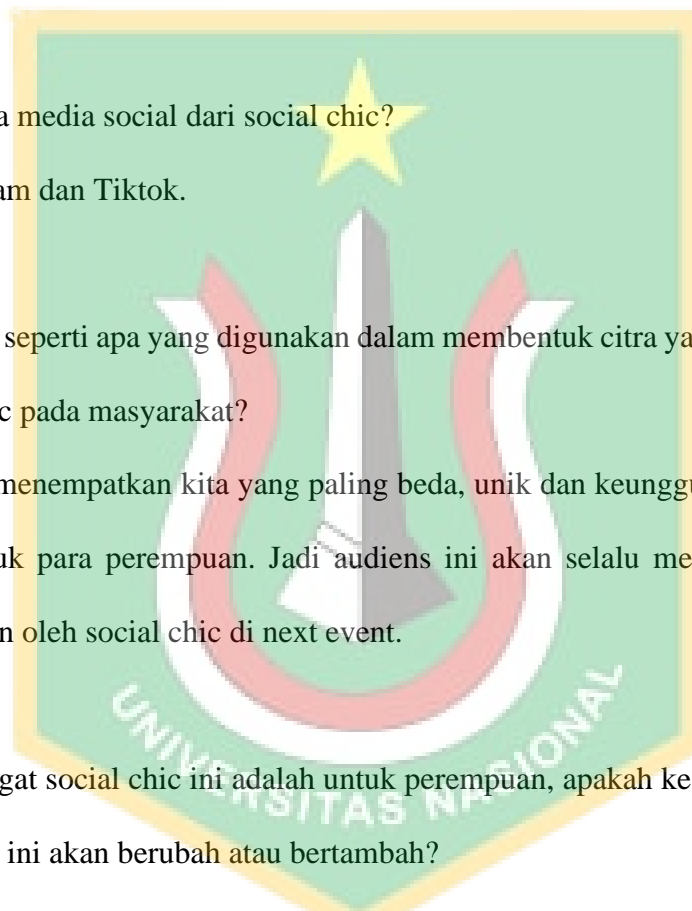 a media social dari social chic?
am dan Tiktok.
seperti apa yang digunakan dalam membentuk citra ya
c pada masyarakat?
menempatkan kita yang paling beda, unik dan keunggu
uk para perempuan. Jadi audiens ini akan selalu me
n oleh social chic di next event.
gat social chic ini adalah untuk perempuan, apakah ke
ini akan berubah atau bertambah?
UNIVERSITAS NASIONAL